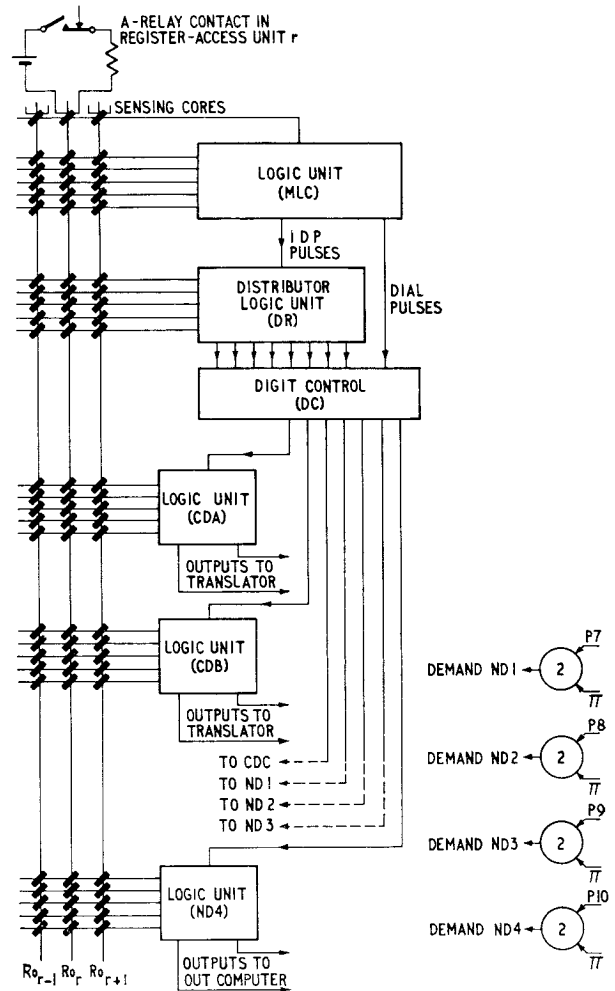 A-RELAY CONTACT IN
REGISTER-ACCESS UNIT r
SENSING CORES
LOGIC UNIT
(MLC)
I D P
PULSES
DIAL
PULSES
DISTRIBUTOR
LOGIC UNIT
(DR)
DIGIT CONTROL
(DC)
LOGIC UNIT
(CDA)
OUTPUTS TO
TRANSLATOR
LOGIC UNIT
(CDB)
OUTPUTS TO
TRANSLATOR
TO CDC
TO ND1
TO ND2
TO ND3
LOGIC UNIT
(ND4)
OUTPUTS TO
OUT COMPUTER
Ro r-1 Ro r Ro r+1
P7
DEMAND ND1
2
π
P8
DEMAND ND2
2
π
P9
DEMAND ND3
2
π
P10
DEMAND ND4
2
π